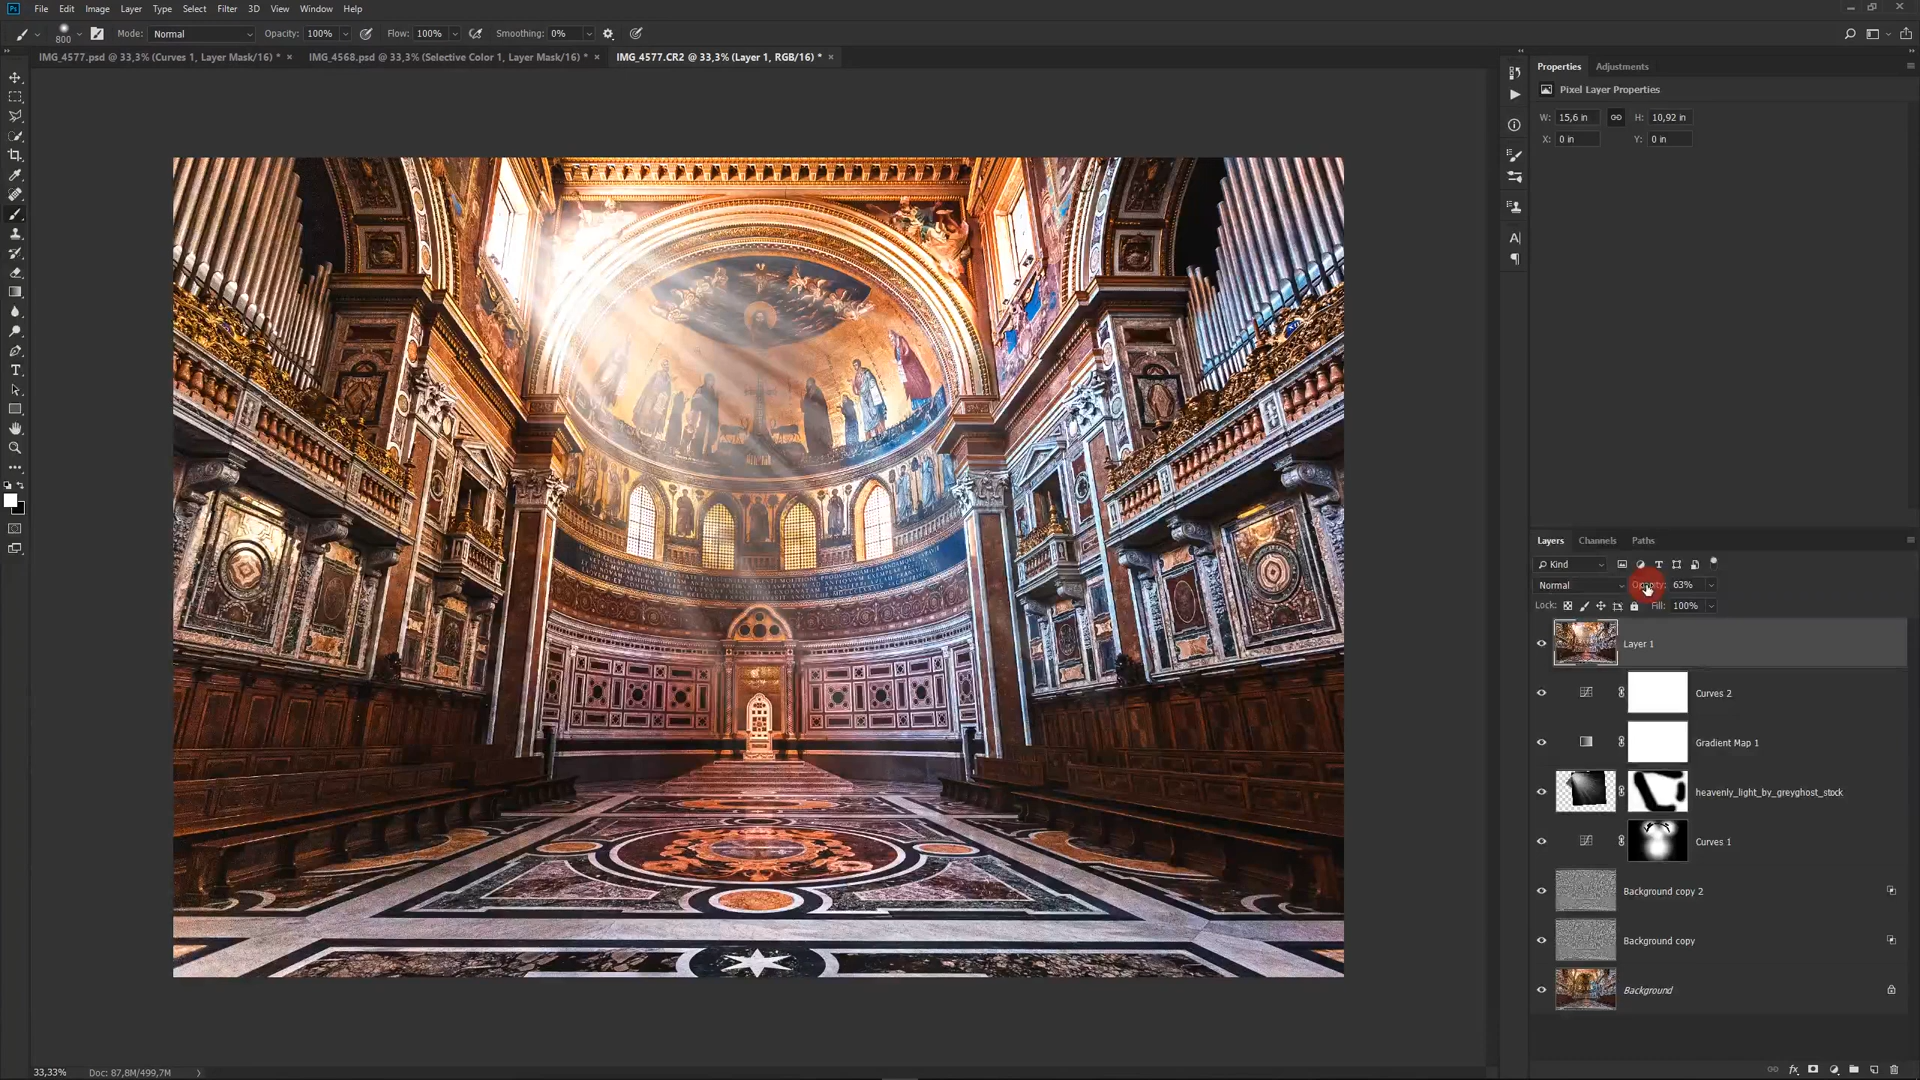 Ps File Edit Image Layer Type Select Filter 3D View Window Help
800 Mode: Normal Opacity: 100% Flow: 100% Smoothing: 0%
IMG_4577.psd @ 33,3% (Curves 1, Layer Mask/16) * × IMG_4568.psd @ 33,3% (Selective Color 1, Layer Mask/16) * × IMG_4577.CR2 @ 33,3% (Layer 1, RGB/16) * ×
Properties Adjustments
Pixel Layer Properties
W: 15,6 in H: 10,92 in
X: 0 in Y: 0 in
Layers Channels Paths
Kind
Normal Opacity: 63%
Lock: Fill: 100%
Layer 1
Curves 2
Gradient Map 1
heavenly_light_by_greyghost_stock
Curves 1
Background copy 2
Background copy
Background
33,33% Doc: 87,8M/499,7M